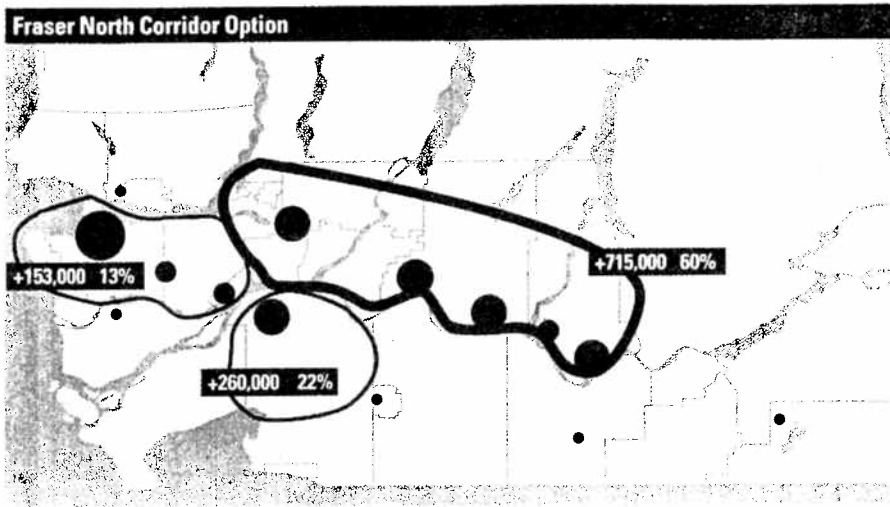 Fraser North Corridor Option
+153,000 13%
+715,000 60%
+260,000 22%